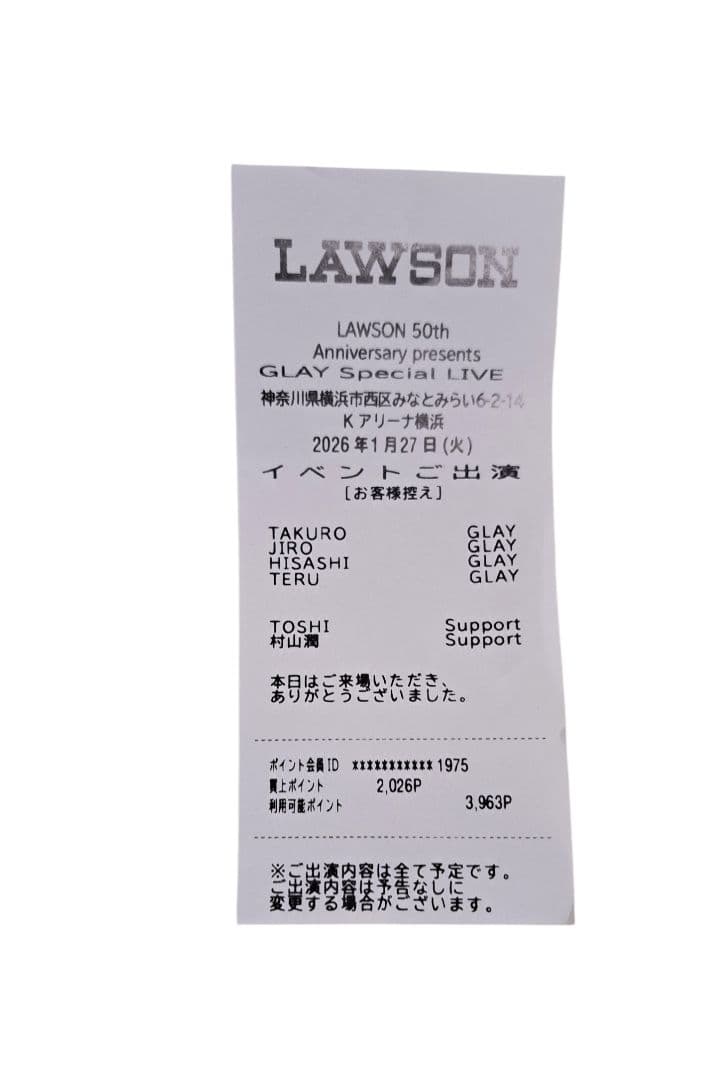 LAWSON
LAWSON 50th
Anniversary presents
GLAY Special LIVE
神奈川県横浜市西区みなとみらい6-2-14
Kアリーナ横浜
2026年1月27日(火)
イベントご出演
[お客様控え]
TAKURO GLAY
JIRO GLAY
HISASHI GLAY
TERU GLAY
TOSHI Support
村山潤 Support
本日はご来場いただき、
ありがとうございました。
ポイント会員ID ***********1975
買上ポイント 2,026P
利用可能ポイント 3,963P
※ご出演内容は全て予定です。
ご出演内容は予告なしに
変更する場合がございます。